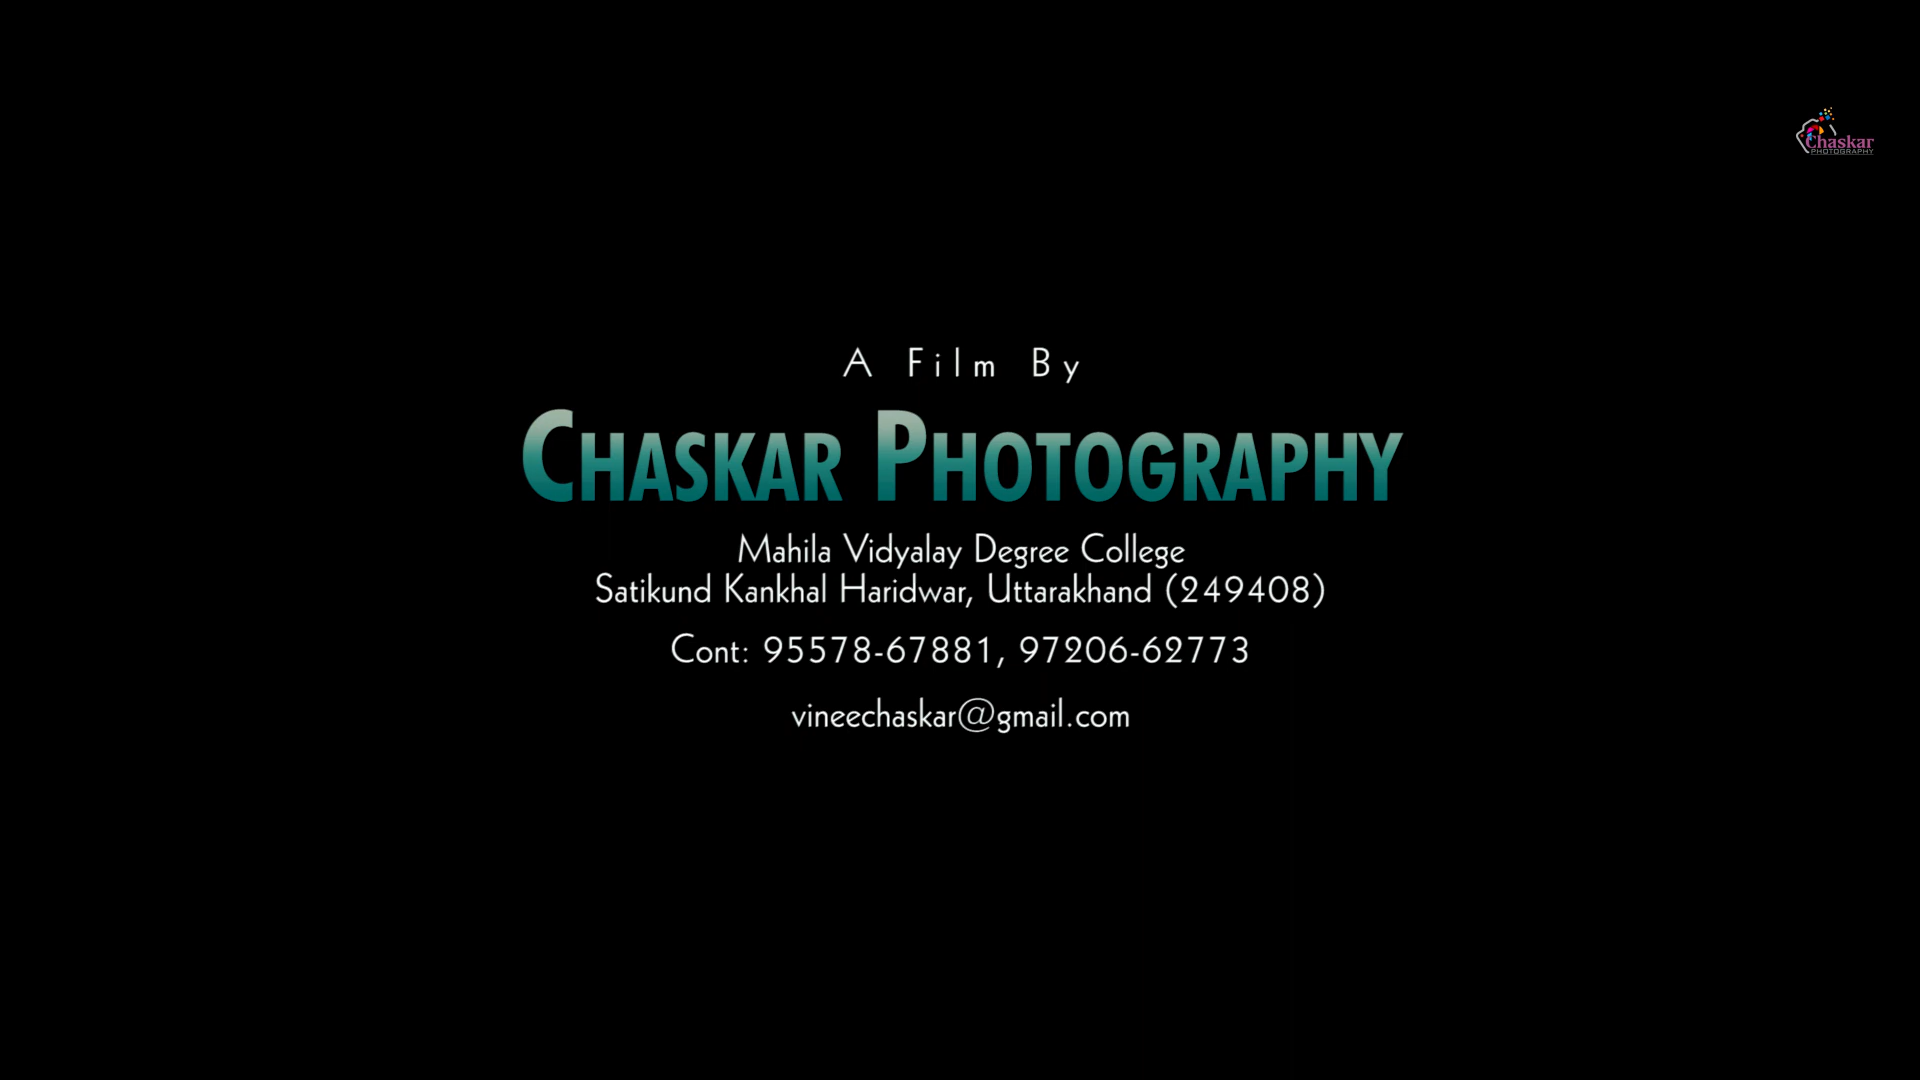 Chaskar
PHOTOGRAPHY
A Film By
CHASKAR PHOTOGRAPHY
Mahila Vidyalay Degree College
Satikund Kankhal Haridwar, Uttarakhand (249408)
Cont: 95578-67881, 97206-62773
vineechaskar@gmail.com